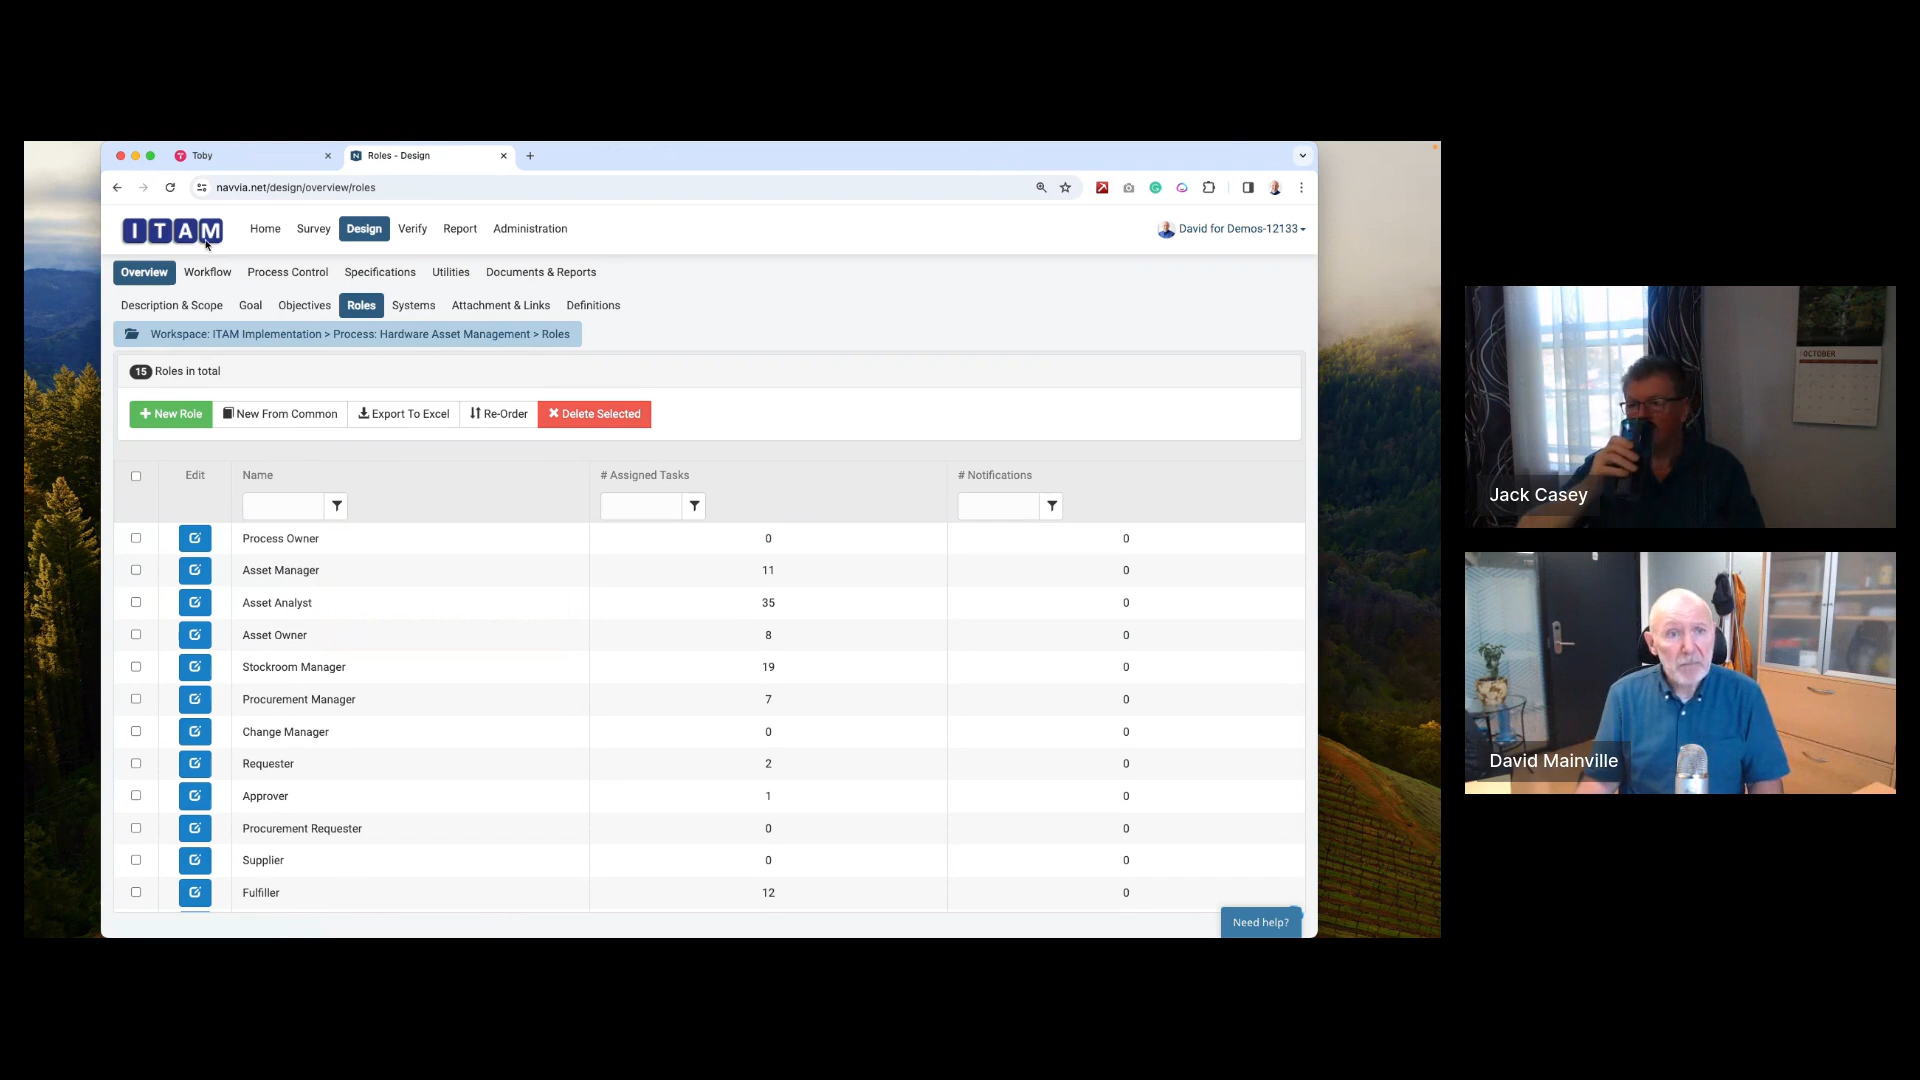 Toby
Roles - Design
navvia.net/design/overview/roles
ITAM
Home Survey Design Verify Report Administration
David for Demos-12133
Overview Workflow Process Control Specifications Utilities Documents & Reports
Description & Scope Goal Objectives Roles Systems Attachment & Links Definitions
Workspace: ITAM Implementation > Process: Hardware Asset Management > Roles
15 Roles in total
New Role New From Common Export To Excel Re-Order Delete Selected
Edit Name # Assigned Tasks # Notifications
Process Owner 0 0
Asset Manager 11 0
Asset Analyst 35 0
Asset Owner 8 0
Stockroom Manager 19 0
Procurement Manager 7 0
Change Manager 0 0
Requester 2 0
Approver 1 0
Procurement Requester 0 0
Supplier 0 0
Fulfiller 12 0
Need help?
OCTOBER
Jack Casey
David Mainville